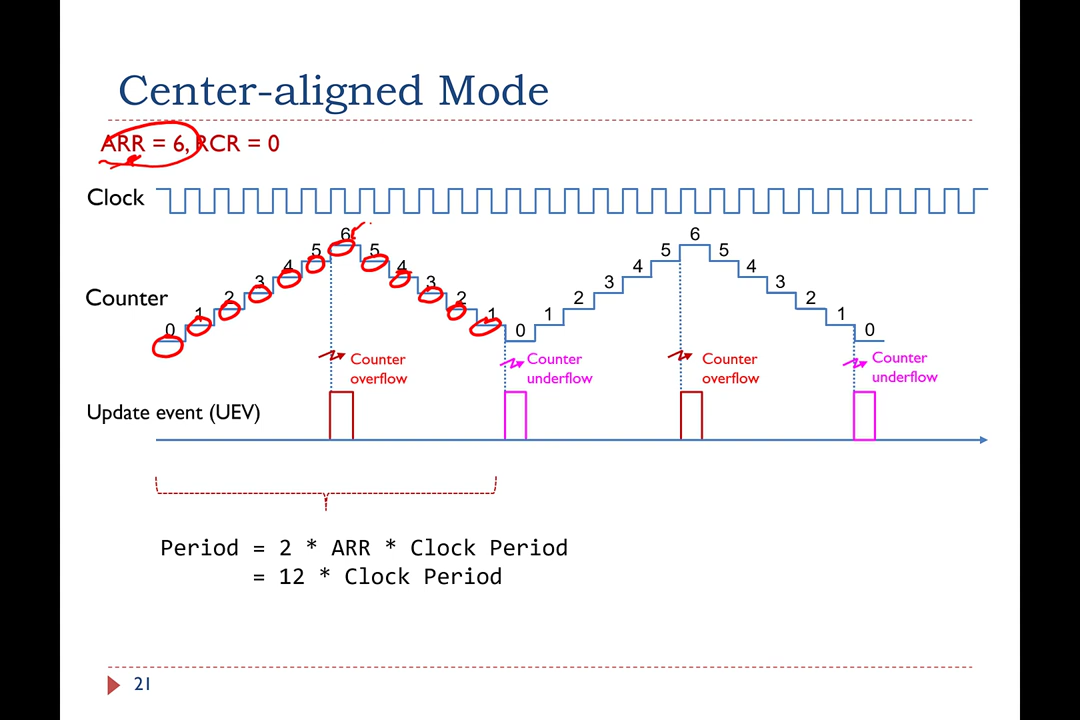 Center-aligned Mode
ARR = 6, RCR = 0
Clock
6 6
5 5 5 5
4 4 4 4
3 3 3 3
Counter
2 2 2 2
1 1 1 1
0 0 0
Counter overflow
Counter underflow
Counter overflow
Counter underflow
Update event (UEV)
Period = 2 * ARR * Clock Period
= 12 * Clock Period
21